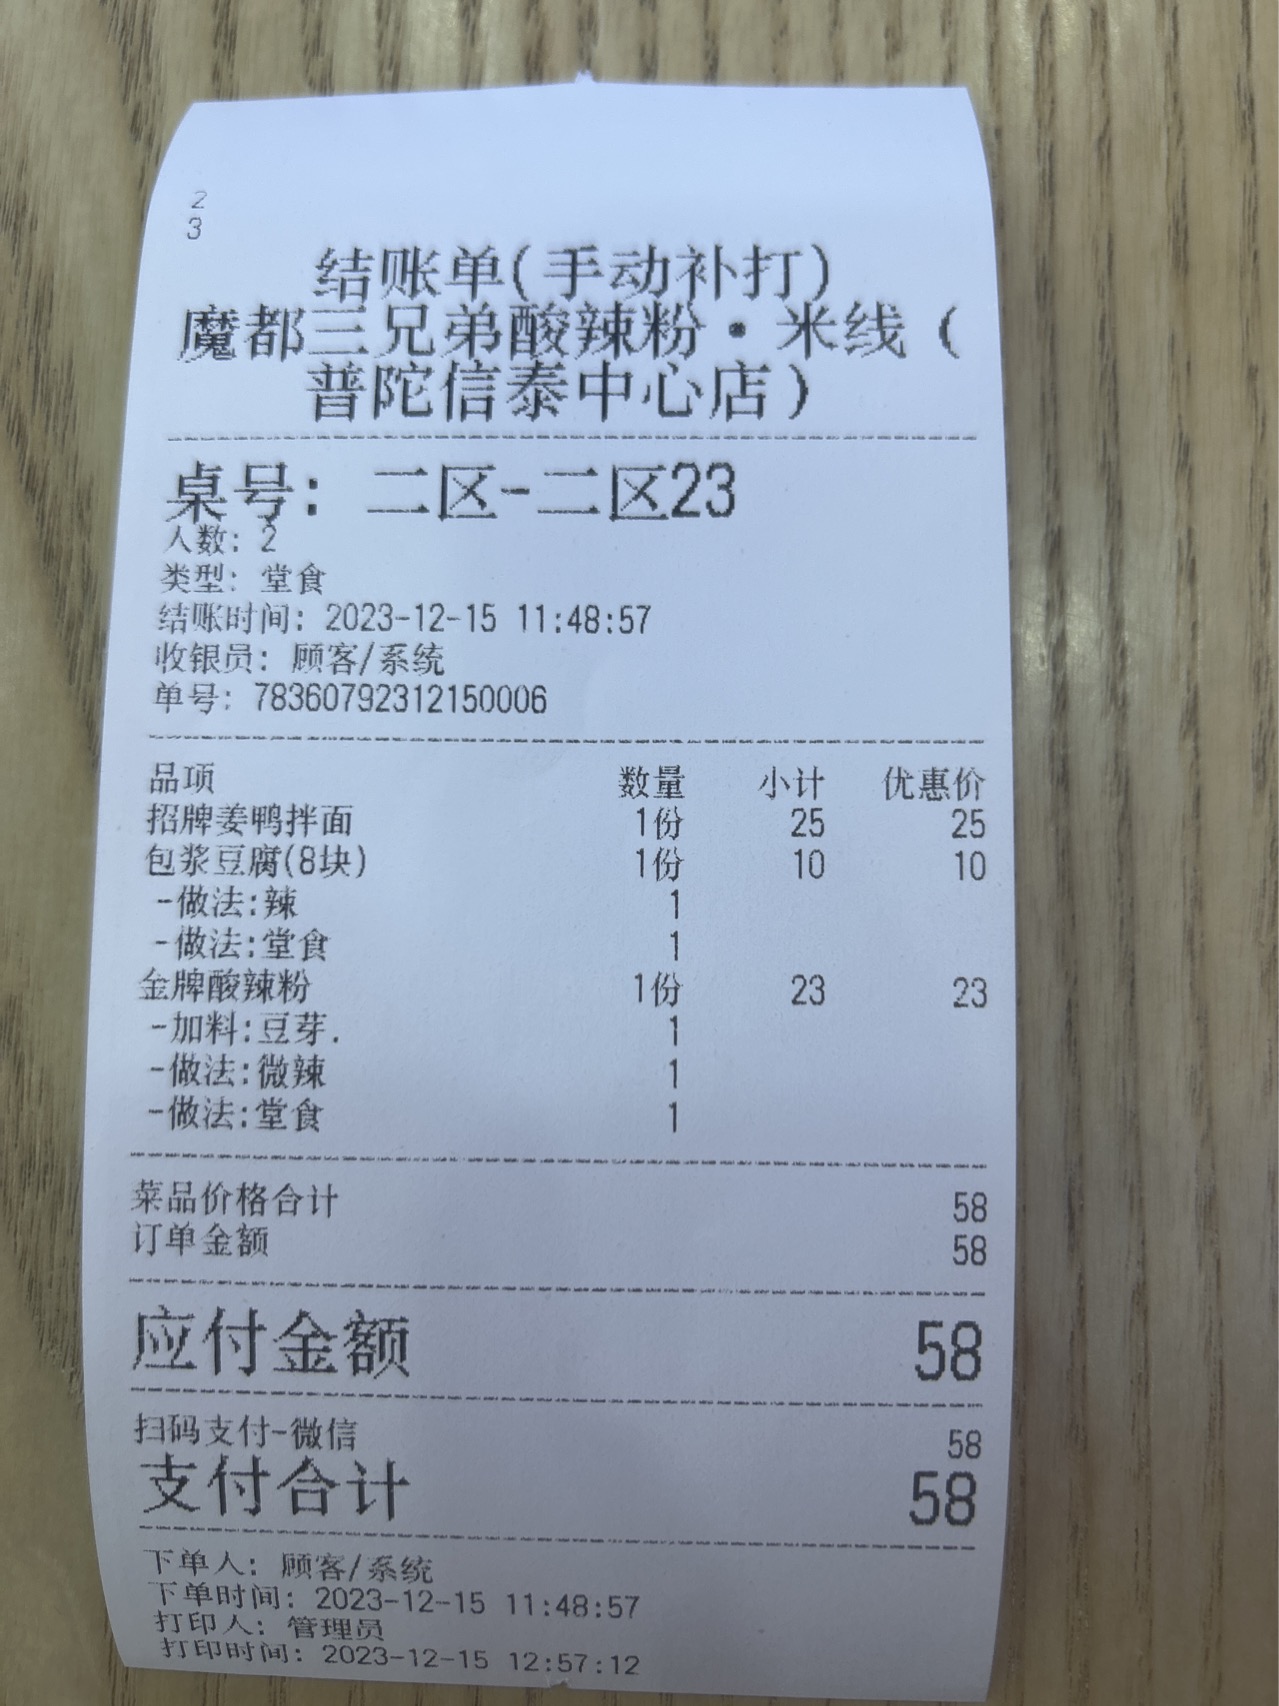 2
3
结账单(手动补打)
魔都三兄弟酸辣粉·米线(
普陀信泰中心店)
桌号: 二区-二区23
人数: 2
类型: 堂食
结账时间: 2023-12-15 11:48:57
收银员: 顾客/系统
单号: 78360792312150006
品项 数量 小计 优惠价
招牌姜鸭拌面 1份 25 25
包浆豆腐(8块) 1份 10 10
-做法:辣 1
-做法:堂食 1
金牌酸辣粉 1份 23 23
-加料:豆芽. 1
-做法:微辣 1
-做法:堂食 1
菜品价格合计 58
订单金额 58
应付金额 58
扫码支付-微信 58
支付合计 58
下单人: 顾客/系统
下单时间: 2023-12-15 11:48:57
打印人: 管理员
打印时间: 2023-12-15 12:57:12